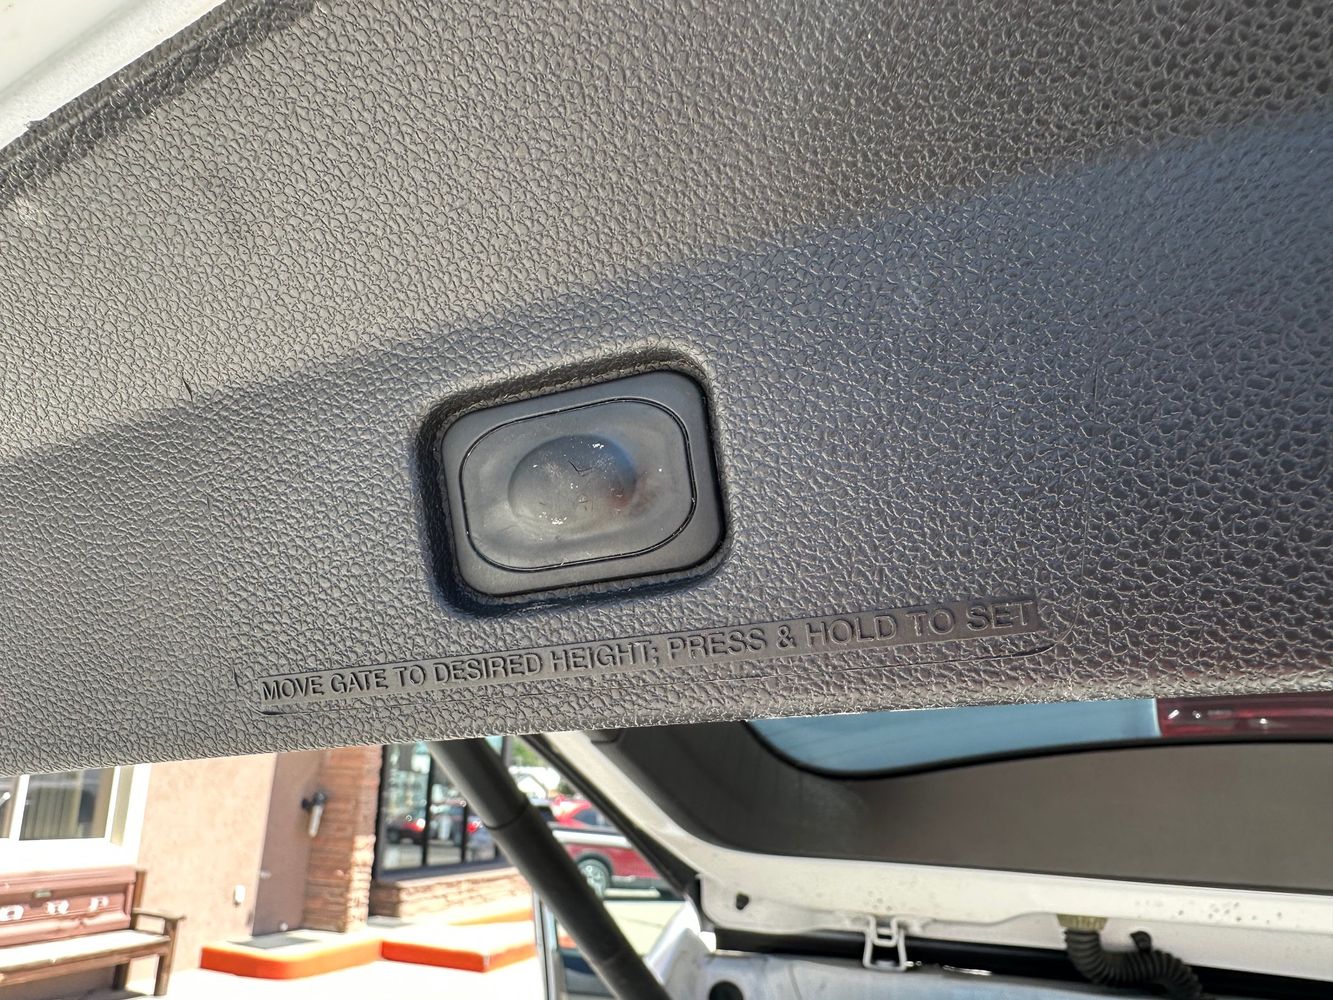 MOVE GATE TO DESIRED HEIGHT; PRESS & HOLD TO SET